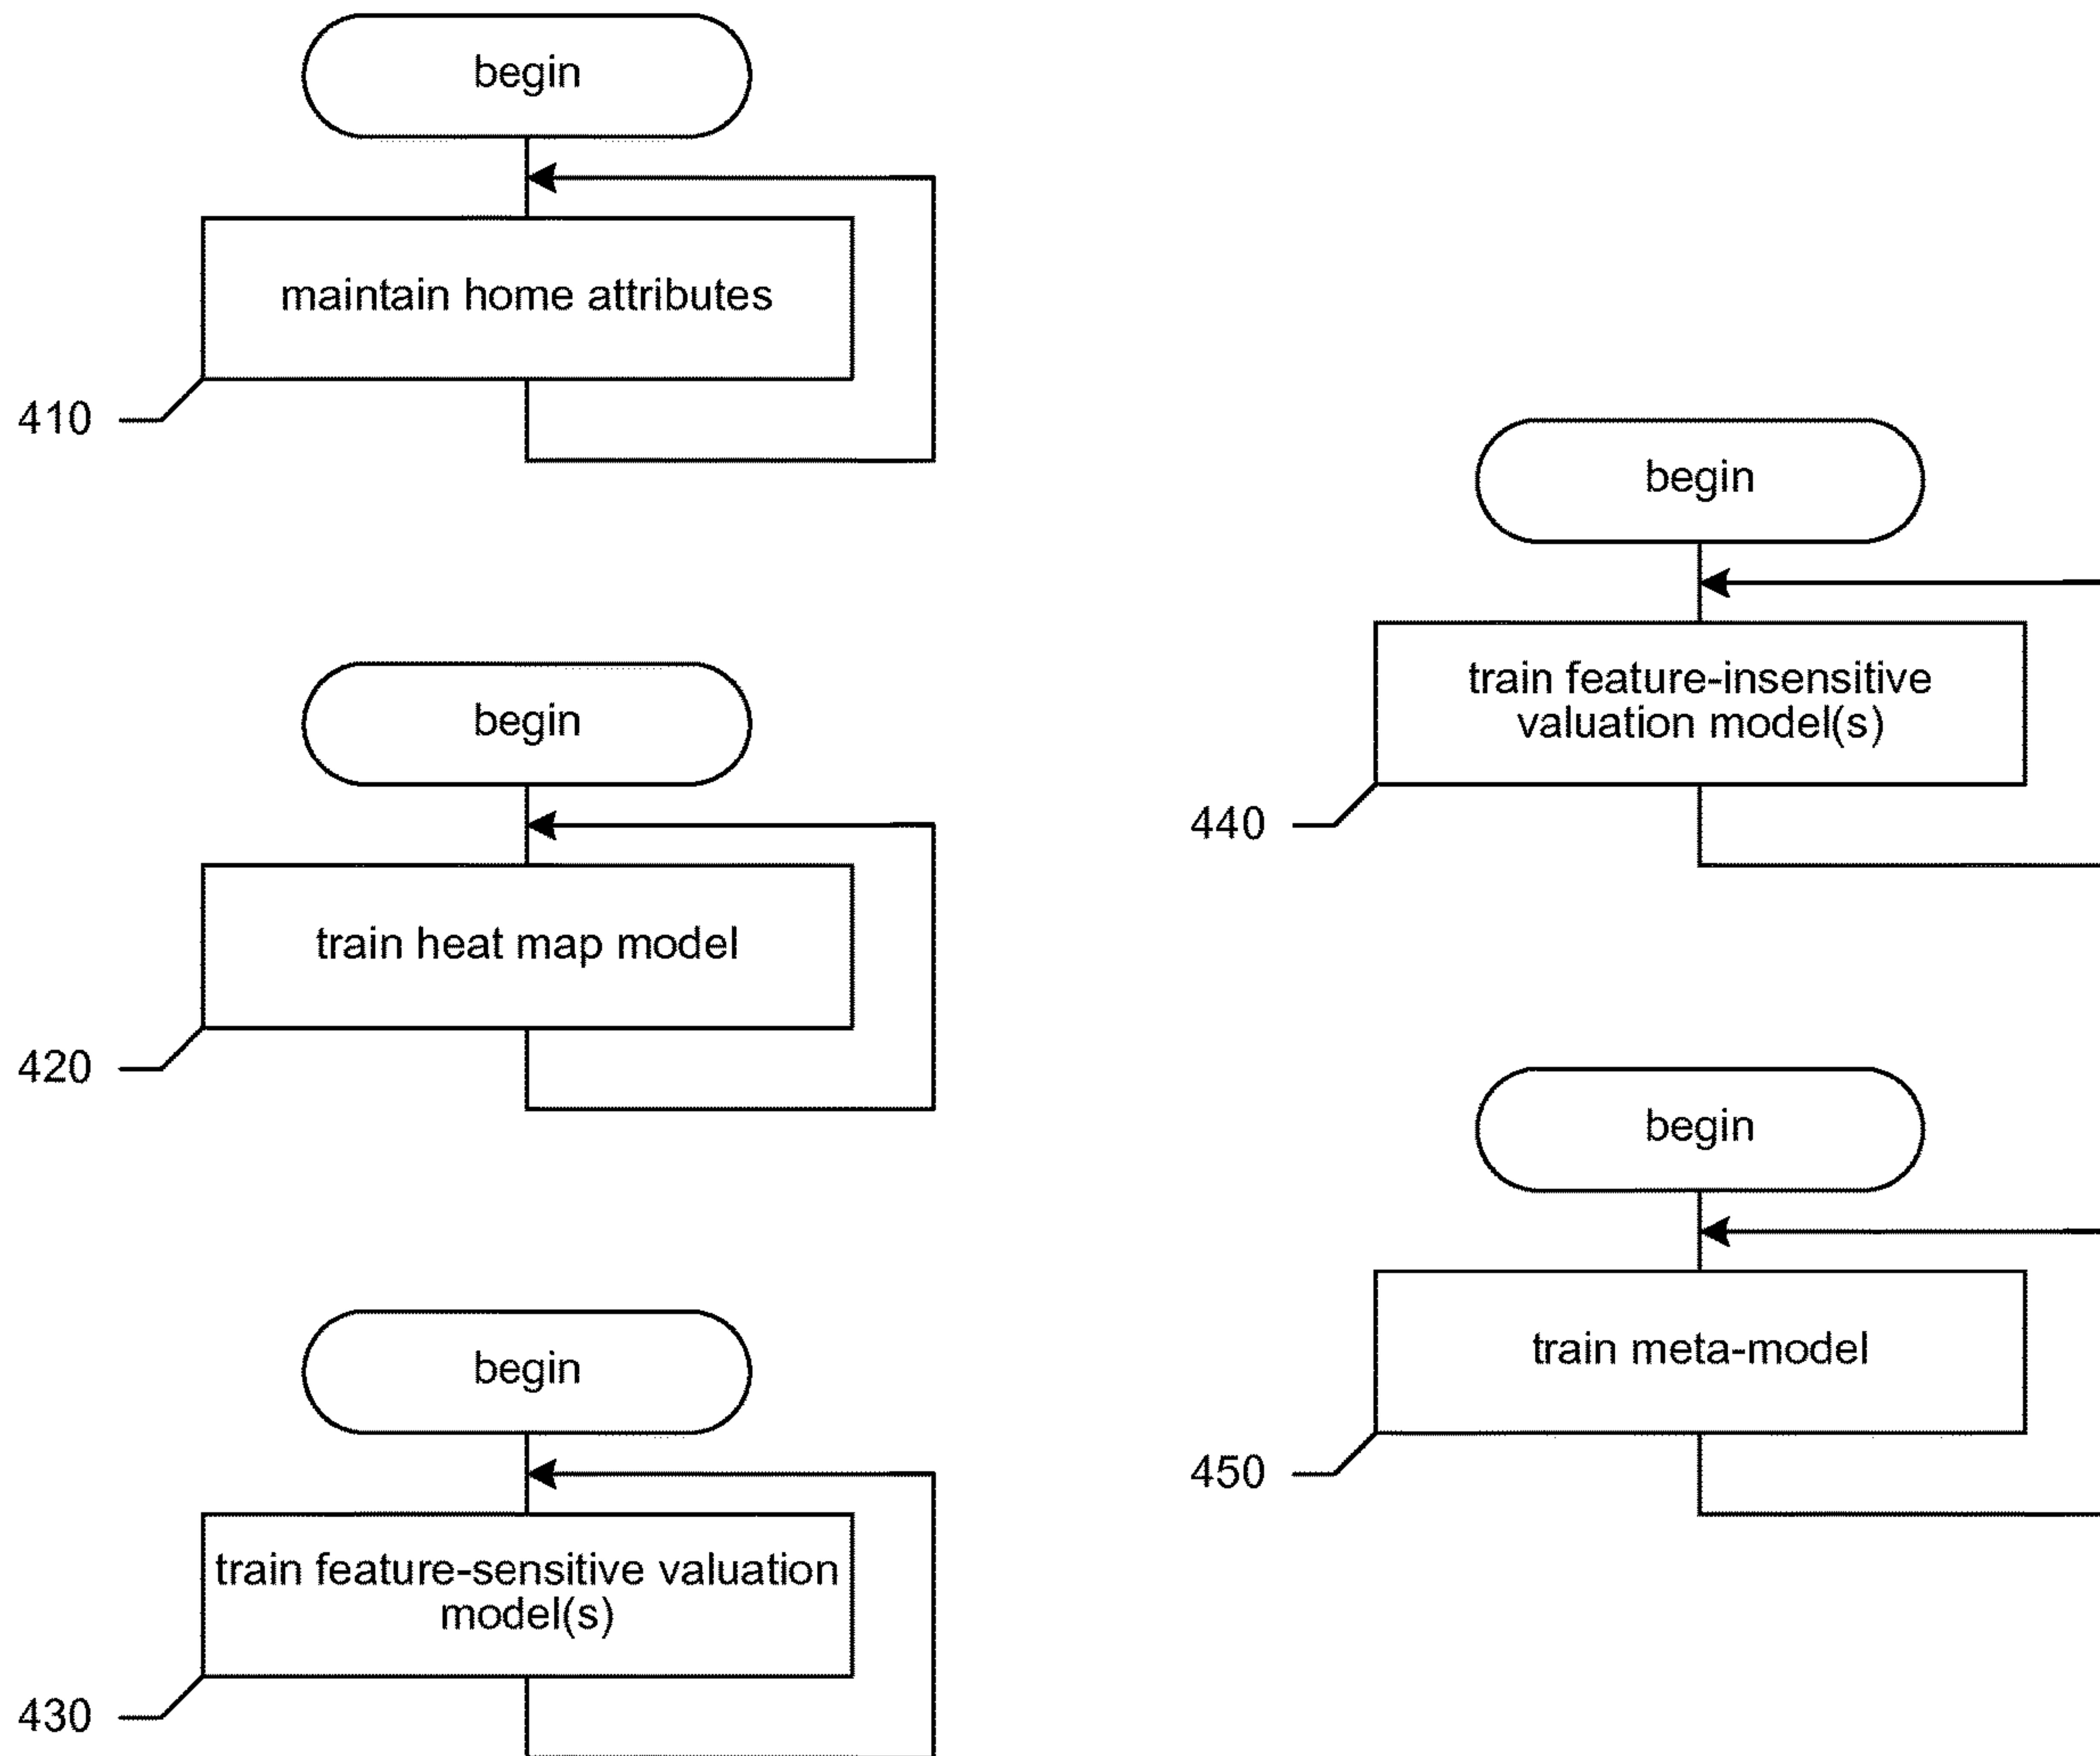 begin
maintain home attributes
410
begin
train heat map model
420
begin
train feature-sensitive valuation
model(s)
430
begin
train feature-insensitive
valuation model(s)
440
begin
train meta-model
450